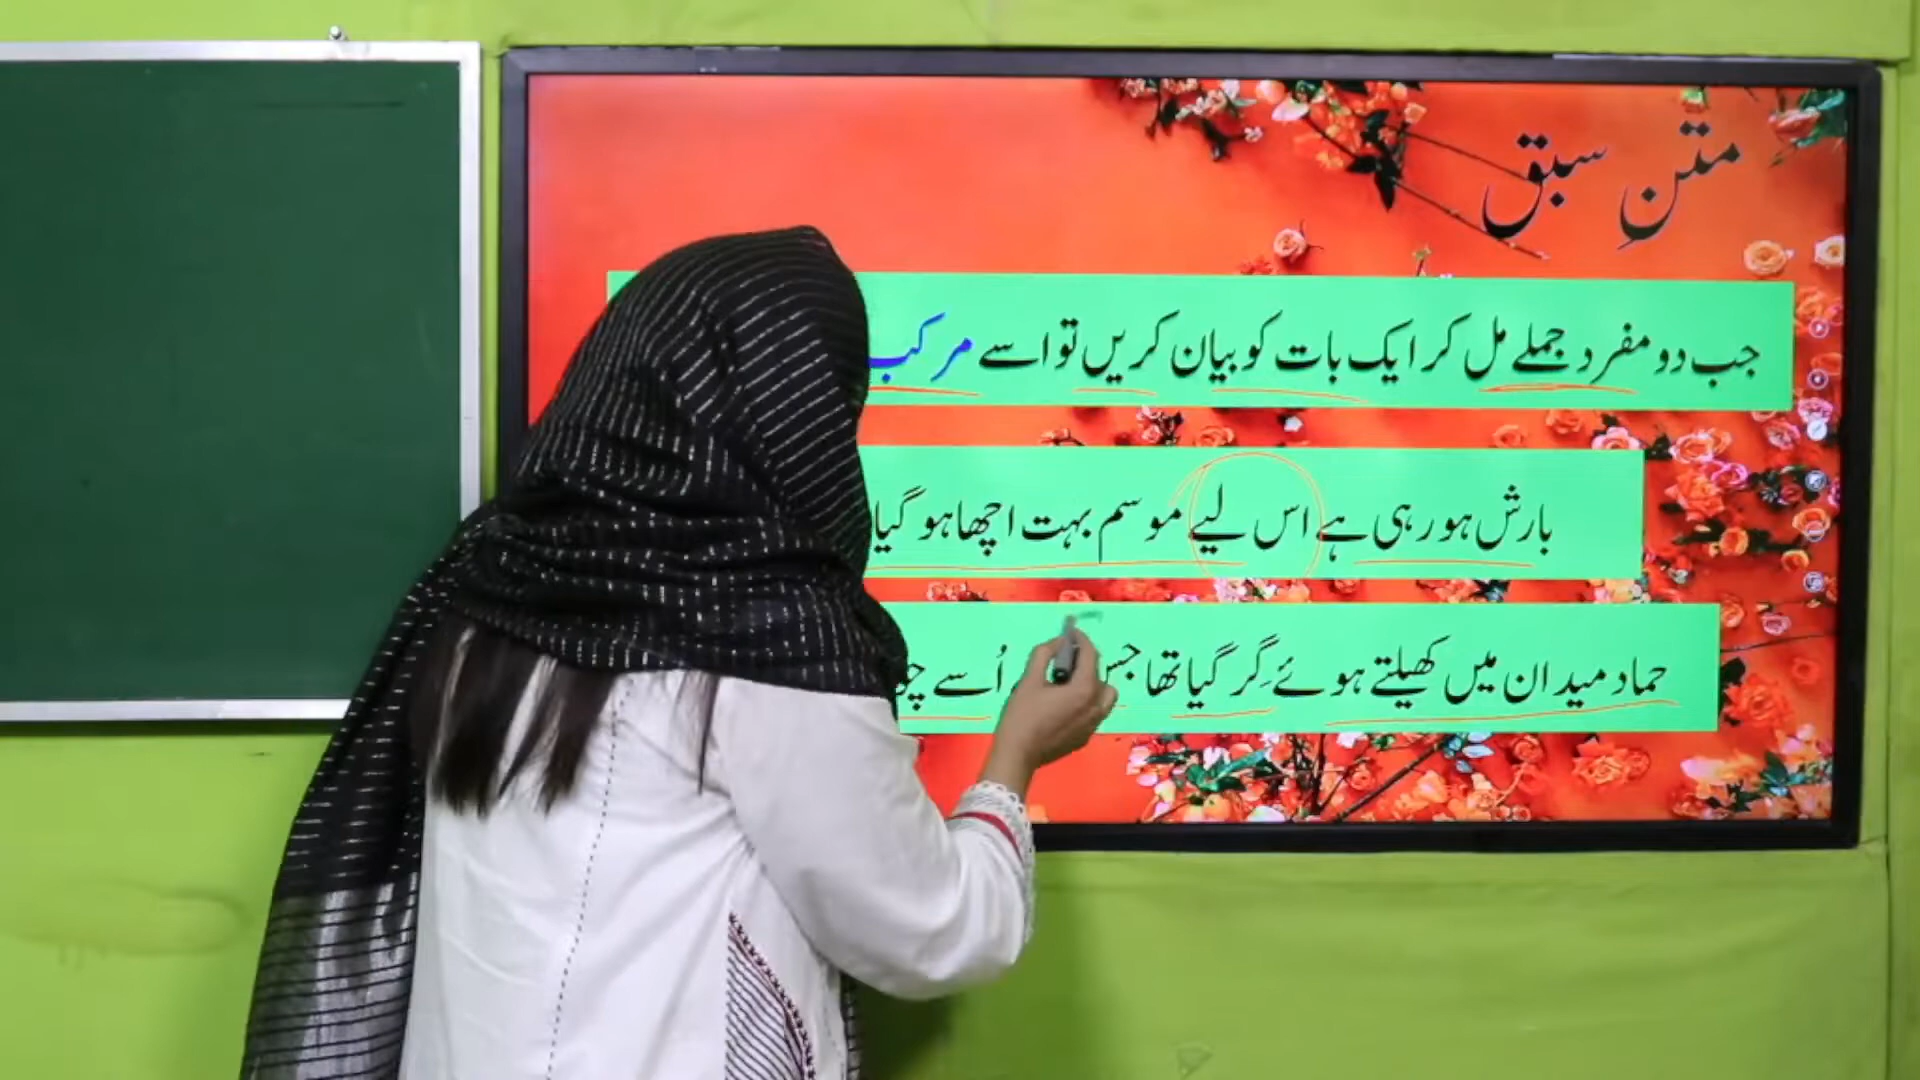 متنِ سبق
جب دو مفرد جملے مل کر ایک بات کو بیان کریں تو اسے مرکب
بارش ہو رہی ہے اس لیے موسم بہت اچھا ہو گیا
حماد میدان میں کھیلتے ہوئے گِر گیا تھا اُسے